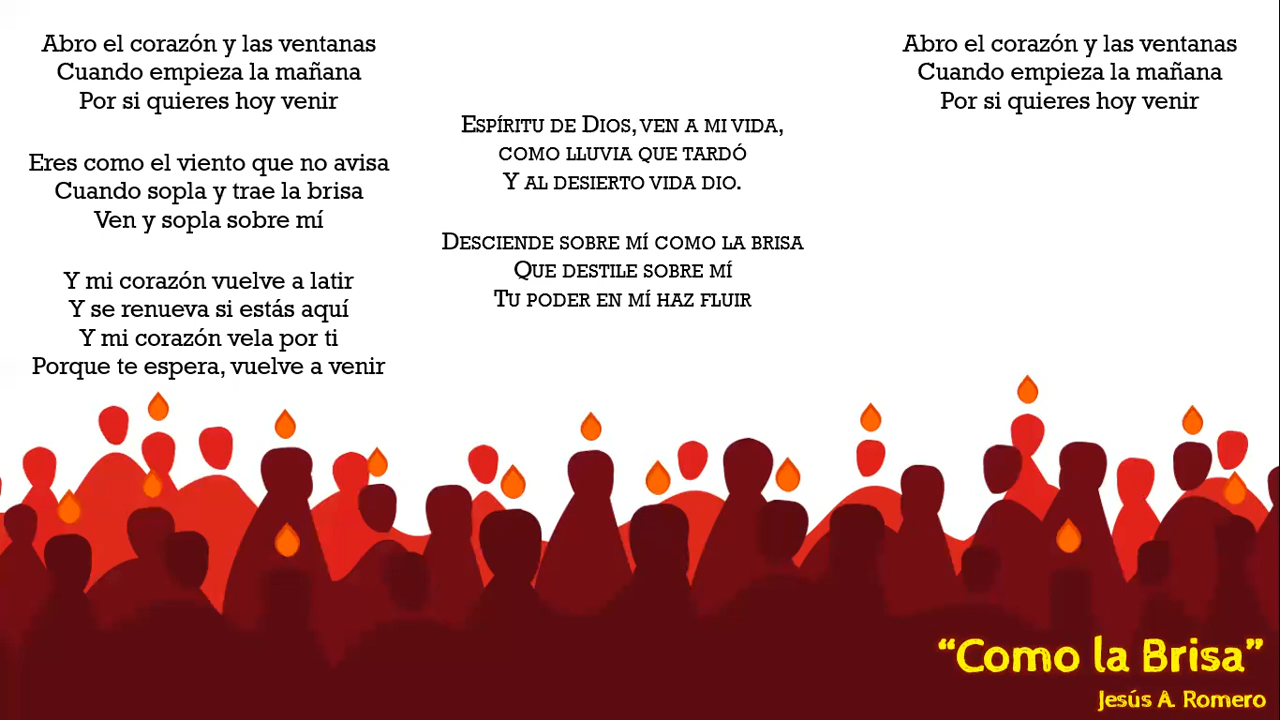 Abro el corazón y las ventanas
Cuando empieza la mañana
Por si quieres hoy venir
Eres como el viento que no avisa
Cuando sopla y trae la brisa
Ven y sopla sobre mí
Y mi corazón vuelve a latir
Y se renueva si estás aquí
Y mi corazón vela por ti
Porque te espera, vuelve a venir
Espíritu de Dios, ven a mi vida,
como lluvia que tardó
Y al desierto vida dio.
Desciende sobre mí como la brisa
Que destile sobre mí
Tu poder en mí haz fluir
Abro el corazón y las ventanas
Cuando empieza la mañana
Por si quieres hoy venir
“Como la Brisa”
Jesús A. Romero